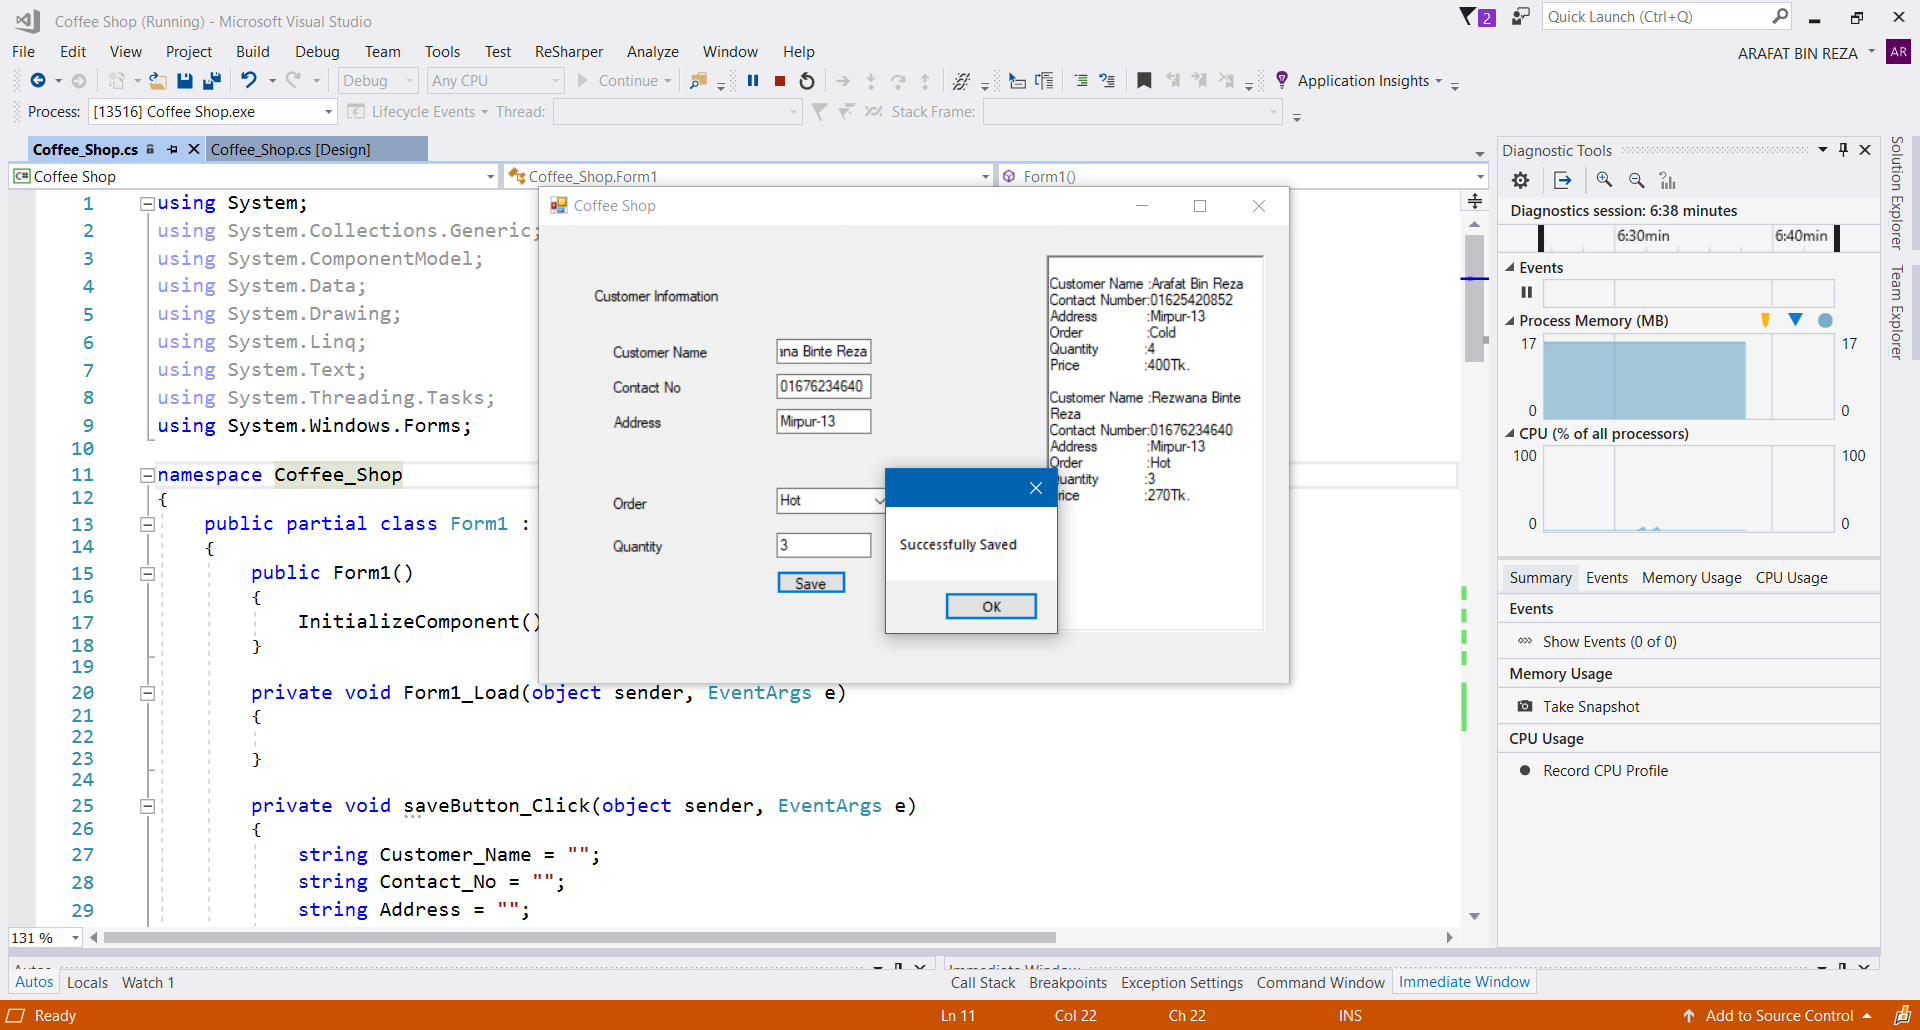 Coffee Shop (Running) - Microsoft Visual Studio
2
Quick Launch (Ctrl+Q)
File Edit View Project Build Debug Team Tools Test ReSharper Analyze Window Help
ARAFAT BIN REZA AR
Debug Any CPU Continue Application Insights
Process: [13516] Coffee Shop.exe Lifecycle Events Thread: Stack Frame:
Coffee_Shop.cs Coffee_Shop.cs [Design]
C# Coffee Shop Coffee_Shop.Form1 Form1()
1 using System;
2 using System.Collections.Generic;
3 using System.ComponentModel;
4 using System.Data;
5 using System.Drawing;
6 using System.Linq;
7 using System.Text;
8 using System.Threading.Tasks;
9 using System.Windows.Forms;
10
11 namespace Coffee_Shop
12 {
13 public partial class Form1 :
14 {
15 public Form1()
16 {
17 InitializeComponent()
18 }
19
20 private void Form1_Load(object sender, EventArgs e)
21 {
22
23 }
24
25 private void saveButton_Click(object sender, EventArgs e)
26 {
27 string Customer_Name = "";
28 string Contact_No = "";
29 string Address = "";
131 %
Coffee Shop
Customer Information
Customer Name ana Binte Reza
Contact No 01676234640
Address Mirpur-13
Order Hot
Quantity 3
Save
Customer Name :Arafat Bin Reza
Contact Number:01625420852
Address :Mirpur-13
Order :Cold
Quantity :4
Price :400Tk.
Customer Name :Rezwana Binte
Reza
Contact Number:01676234640
Address :Mirpur-13
Order :Hot
uantity :3
rice :270Tk.
Successfully Saved
OK
Diagnostic Tools
Diagnostics session: 6:38 minutes
6:30min 6:40min
Events
Process Memory (MB)
17 17
0 0
CPU (% of all processors)
100 100
0 0
Summary Events Memory Usage CPU Usage
Events
Show Events (0 of 0)
Memory Usage
Take Snapshot
CPU Usage
Record CPU Profile
Solution Explorer
Team Explorer
Autos
Immediate Window
Autos Locals Watch 1
Call Stack Breakpoints Exception Settings Command Window Immediate Window
Ready Ln 11 Col 22 Ch 22 INS Add to Source Control